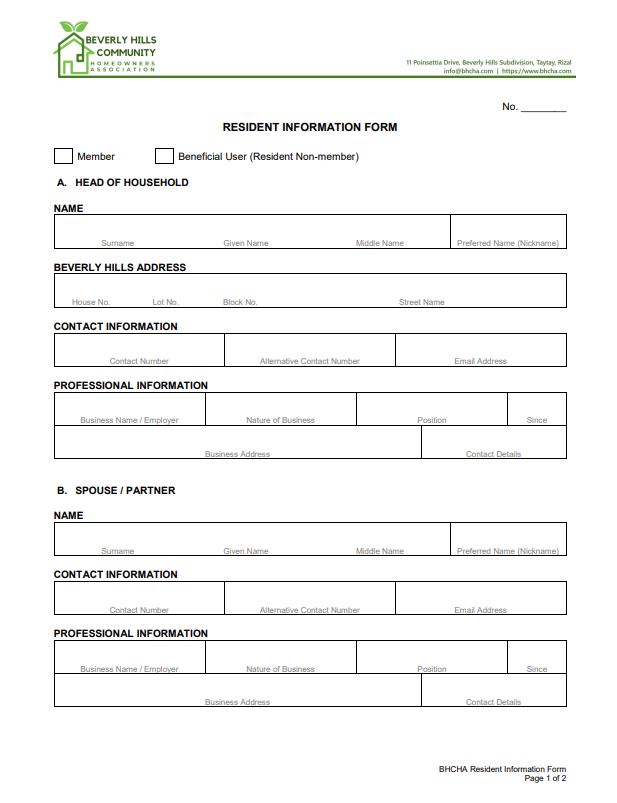 BEVERLY HILLS
COMMUNITY
HOMEOWNERS
ASSOCIATION
11 Poinsettia Drive, Beverly Hills Subdivision, Taytay, Rizal
info@bhcha.com | https://www.bhcha.com
No. ________
RESIDENT INFORMATION FORM
Member Beneficial User (Resident Non-member)
A. HEAD OF HOUSEHOLD
NAME
Surname Given Name Middle Name Preferred Name (Nickname)
BEVERLY HILLS ADDRESS
House No. Lot No. Block No. Street Name
CONTACT INFORMATION
Contact Number Alternative Contact Number Email Address
PROFESSIONAL INFORMATION
Business Name / Employer Nature of Business Position Since
Business Address Contact Details
B. SPOUSE / PARTNER
NAME
Surname Given Name Middle Name Preferred Name (Nickname)
CONTACT INFORMATION
Contact Number Alternative Contact Number Email Address
PROFESSIONAL INFORMATION
Business Name / Employer Nature of Business Position Since
Business Address Contact Details
BHCHA Resident Information Form
Page 1 of 2